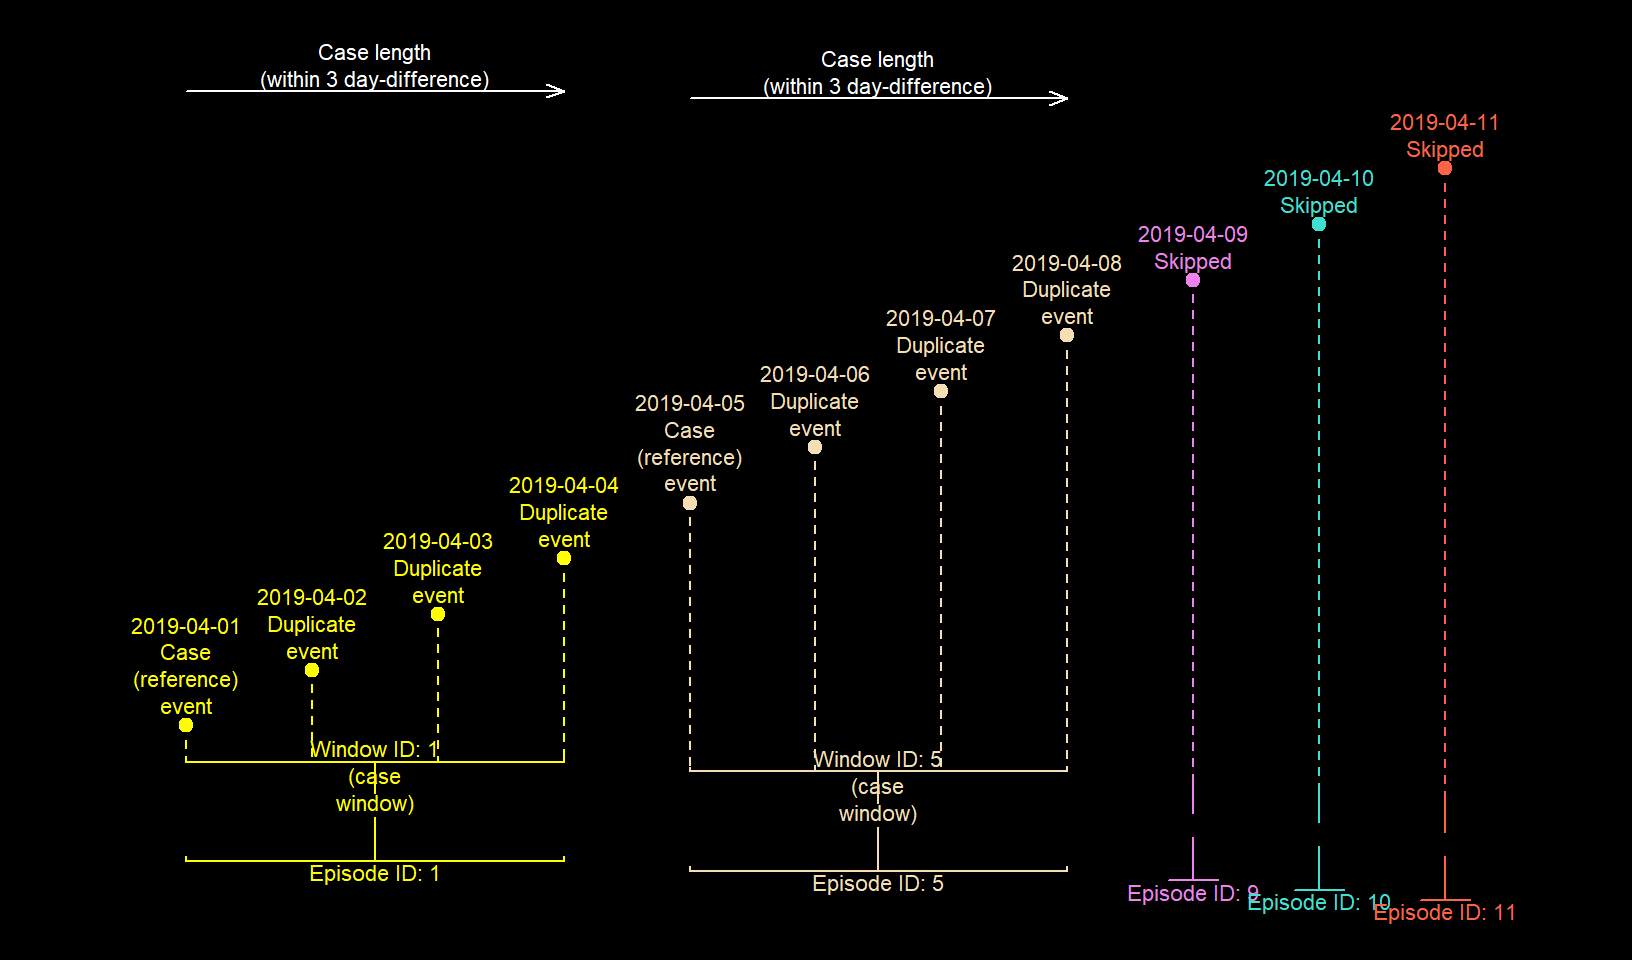 Case length
(within 3 day-difference)
Case length
(within 3 day-difference)
2019-04-11
Skipped
2019-04-10
Skipped
2019-04-09
Skipped
2019-04-08
Duplicate
event
2019-04-07
Duplicate
event
2019-04-06
Duplicate
event
2019-04-05
Case
(reference)
event
2019-04-04
Duplicate
event
2019-04-03
Duplicate
event
2019-04-02
Duplicate
event
2019-04-01
Case
(reference)
event
Window ID: 1
(case
window)
Window ID: 5
(case
window)
Episode ID: 1
Episode ID: 5
Episode ID: 9
Episode ID: 10
Episode ID: 11